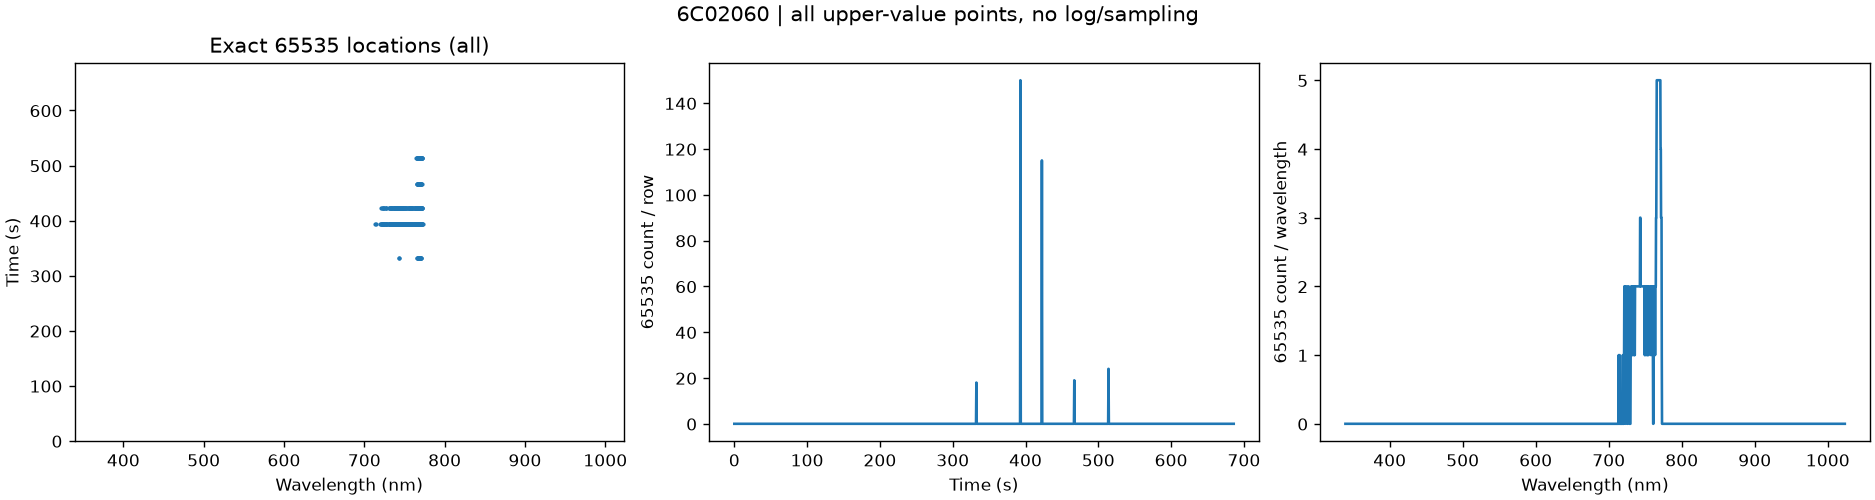 6C02060 | all upper-value points, no log/sampling
Exact 65535 locations (all)
Time (s)
600
500
400
300
200
100
0
400 500 600 700 800 900 1000
Wavelength (nm)
65535 count / row
140
120
100
80
60
40
20
0
0 100 200 300 400 500 600 700
Time (s)
65535 count / wavelength
5
4
3
2
1
0
400 500 600 700 800 900 1000
Wavelength (nm)